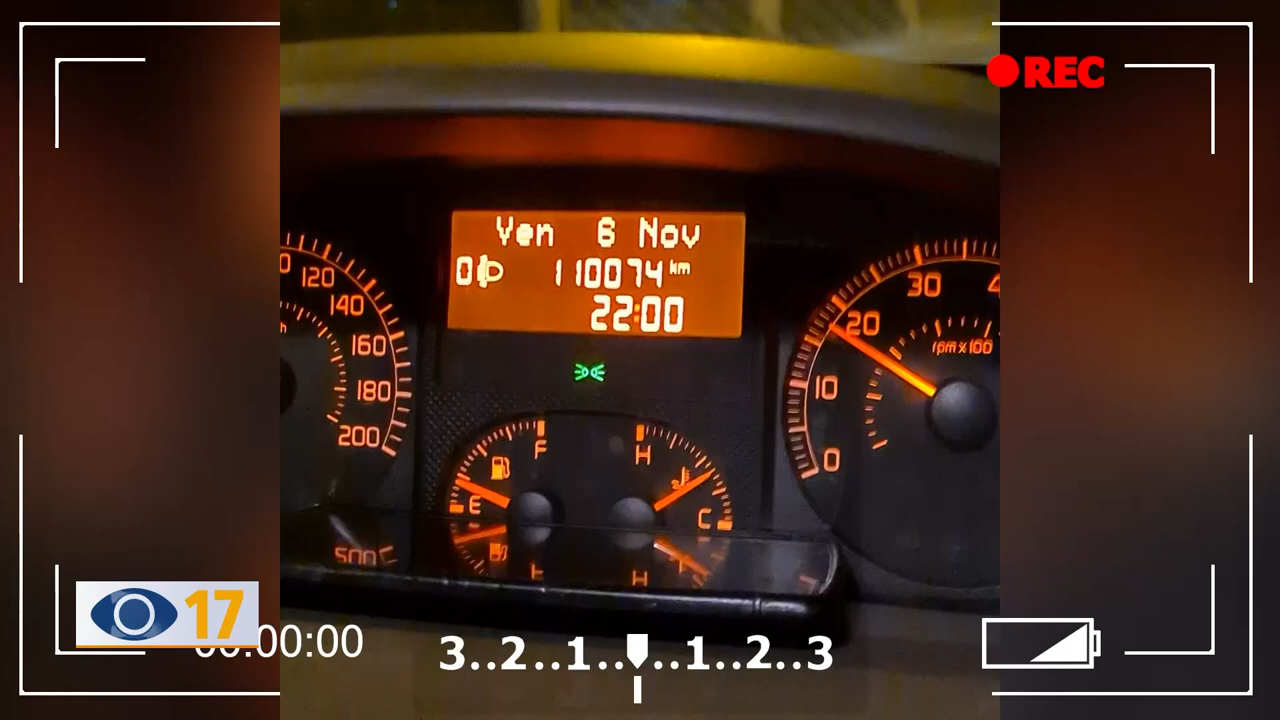 REC
Ven 6 Nov
0 110074 km
22:00
120
140
160
180
200
0
10
20
30
rpm x 100
F
E
H
C
17
00:00:00
3..2..1..
..1..2..3